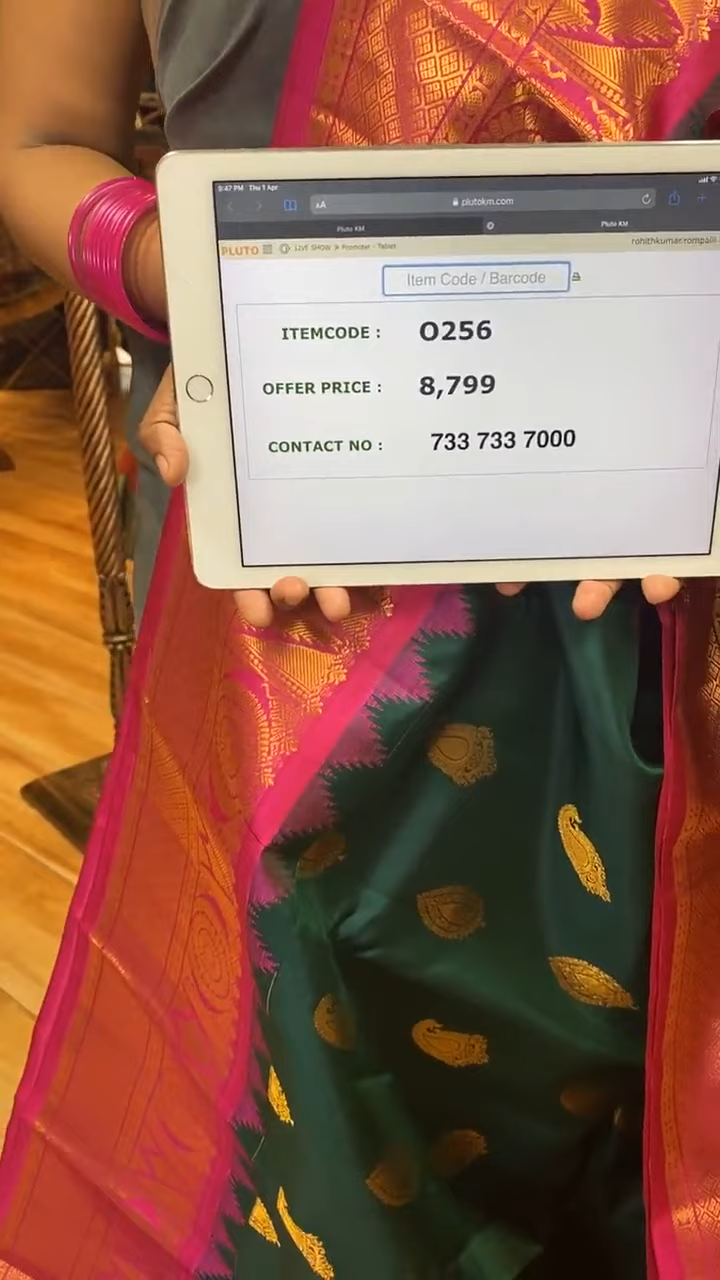 9:47 PM Thu 1 Apr
AA plutokm.com
Pluto KM Pluto KM
PLUTO LIVE SHOW > Promoter - Tablet rohithkumar.rompalli
Item Code / Barcode
ITEMCODE : O256
OFFER PRICE : 8,799
CONTACT NO : 733 733 7000